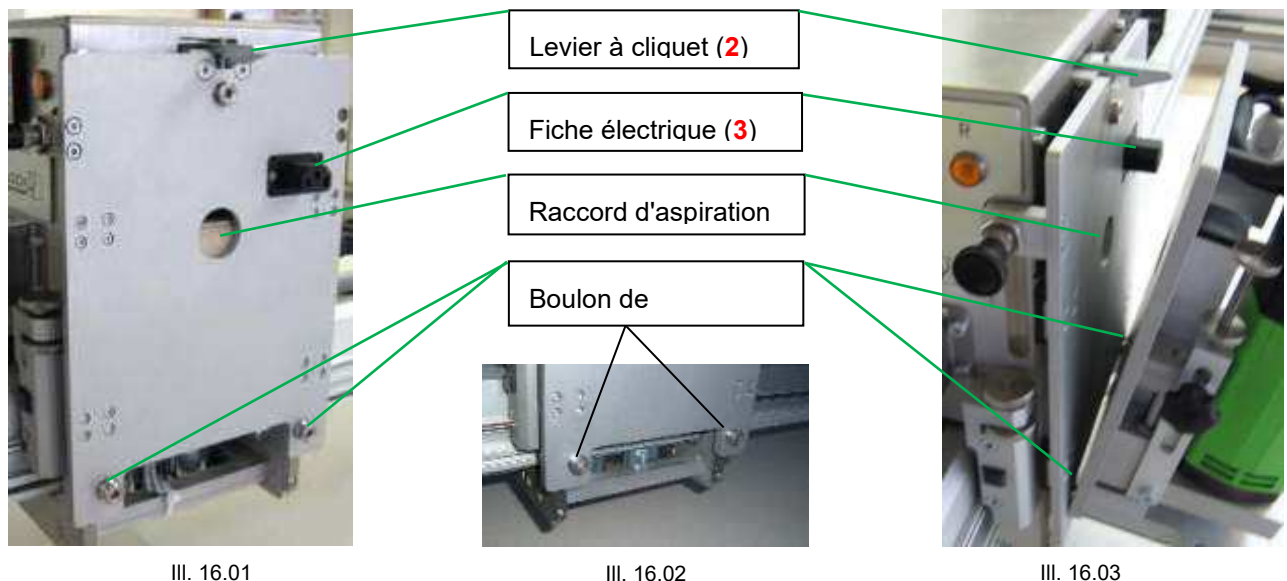 Levier à cliquet (2)
Fiche électrique (3)
Raccord d'aspiration
Boulon de
Ill. 16.01
Ill. 16.02
Ill. 16.03